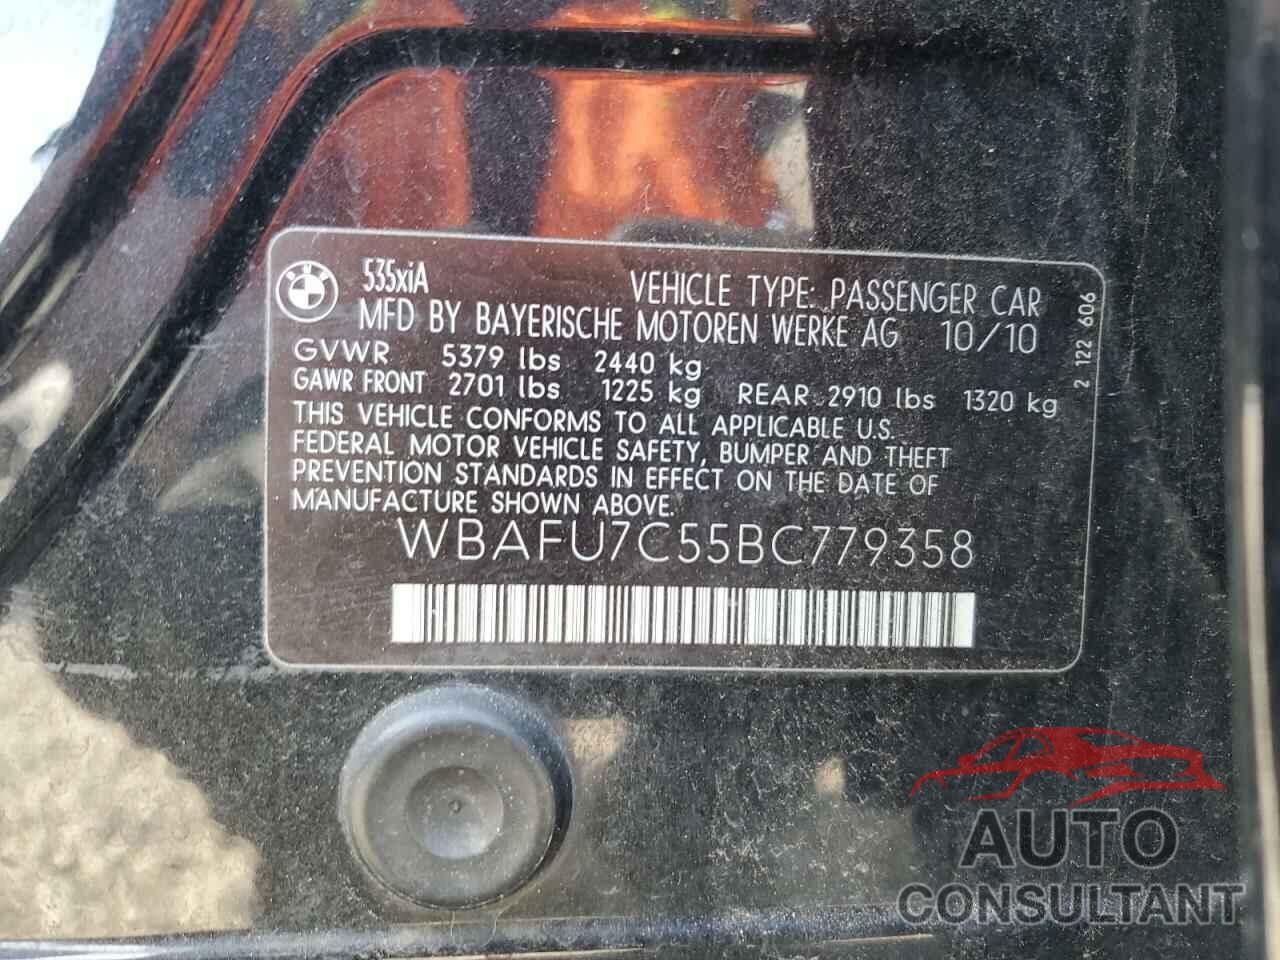 535xiA
VEHICLE TYPE: PASSENGER CAR
MFD BY BAYERISCHE MOTOREN WERKE AG 10/10
GVWR 5379 lbs 2440 kg
GAWR FRONT 2701 lbs 1225 kg REAR 2910 lbs 1320 kg
THIS VEHICLE CONFORMS TO ALL APPLICABLE U.S.
FEDERAL MOTOR VEHICLE SAFETY, BUMPER AND THEFT
PREVENTION STANDARDS IN EFFECT ON THE DATE OF
MANUFACTURE SHOWN ABOVE.
WBAFU7C55BC779358
2 122 606
AUTO
CONSULTANT